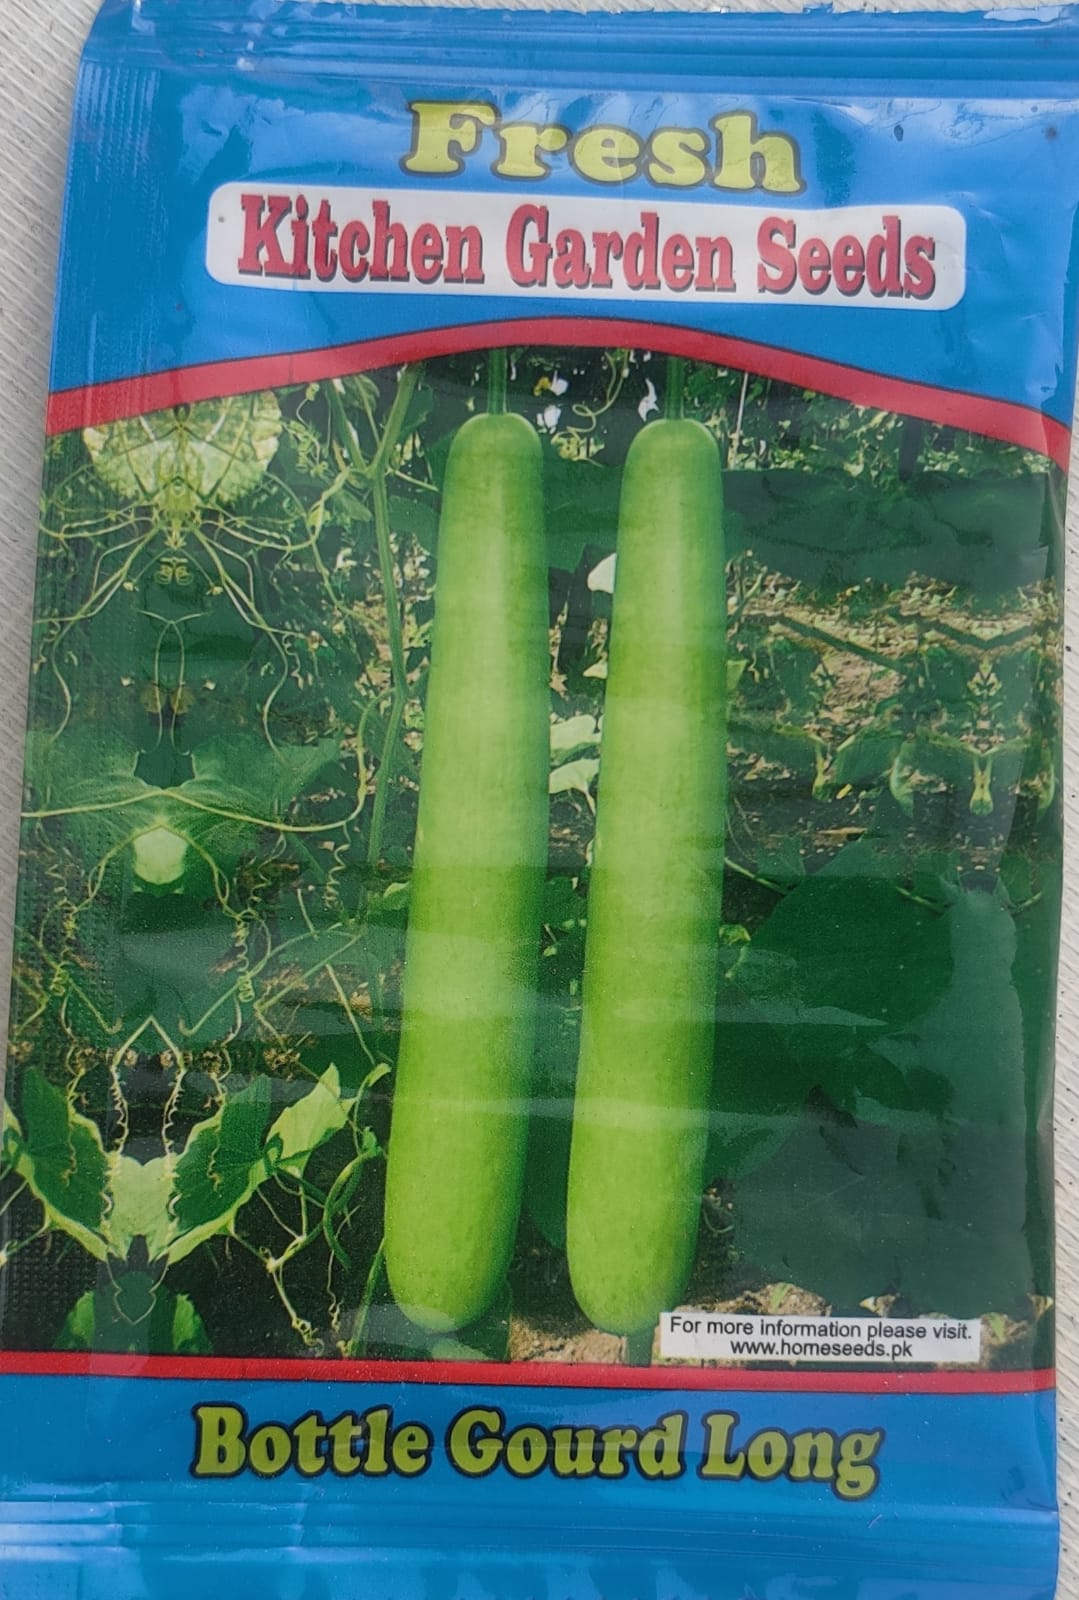 Fresh
Kitchen Garden Seeds
For more information please visit.
www.homeseeds.pk
Bottle Gourd Long